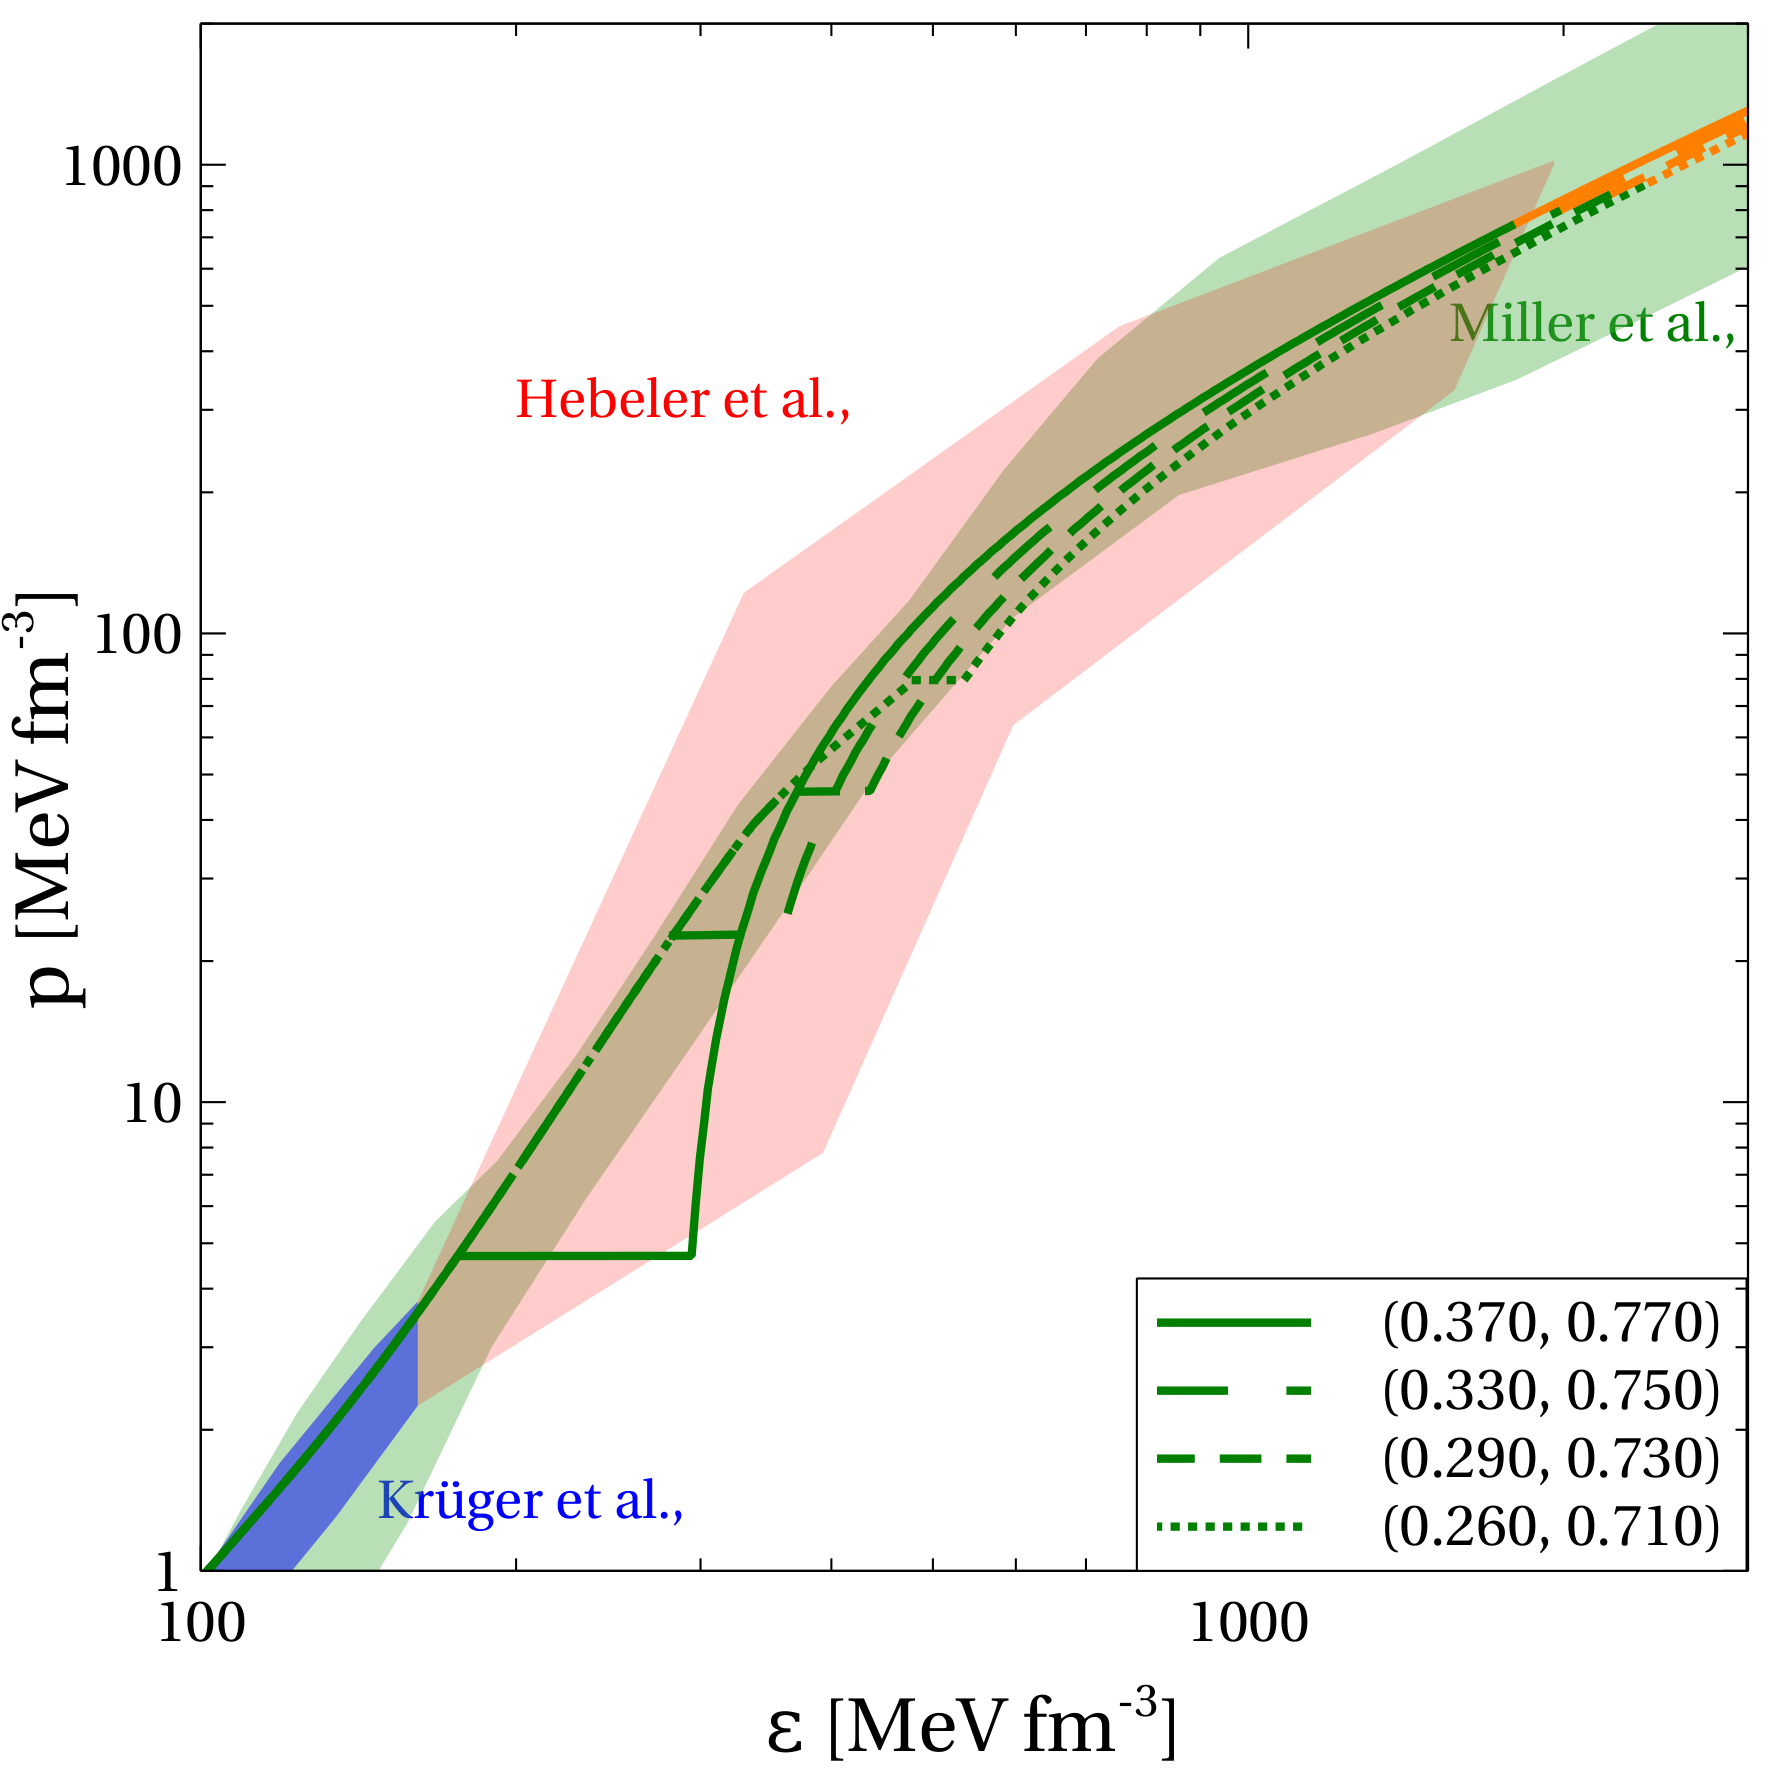 1000
100
10
1
100
1000
p [MeV fm-3]
ε [MeV fm-3]
Hebeler et al.,
Miller et al.,
Krüger et al.,
(0.370, 0.770)
(0.330, 0.750)
(0.290, 0.730)
(0.260, 0.710)